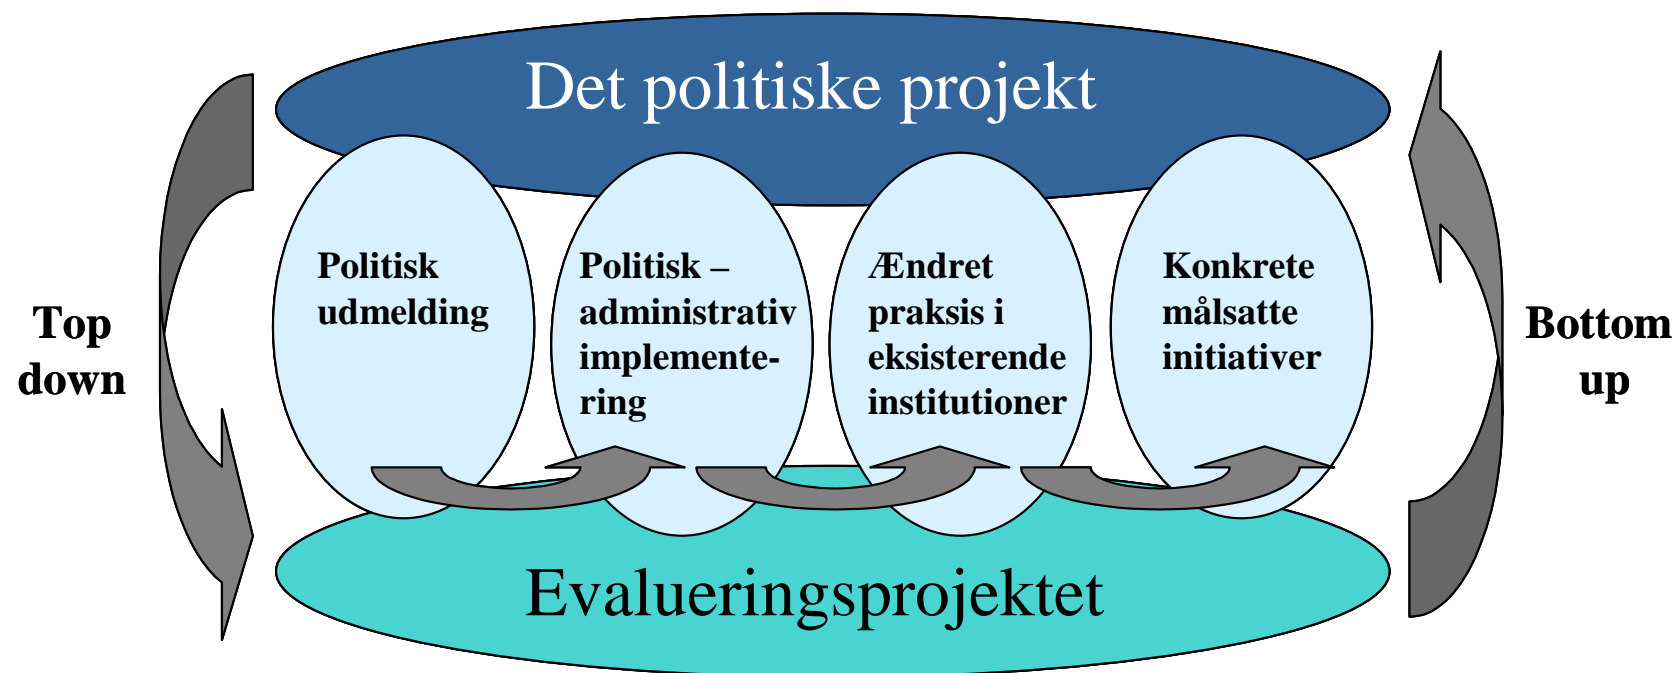 Det politiske projekt
Top
down
Politisk
udmelding
Politisk –
administrativ
implemente-
ring
Ændret
praksis i
eksisterende
institutioner
Konkrete
målsatte
initiativer
Bottom
up
Evalueringsprojektet